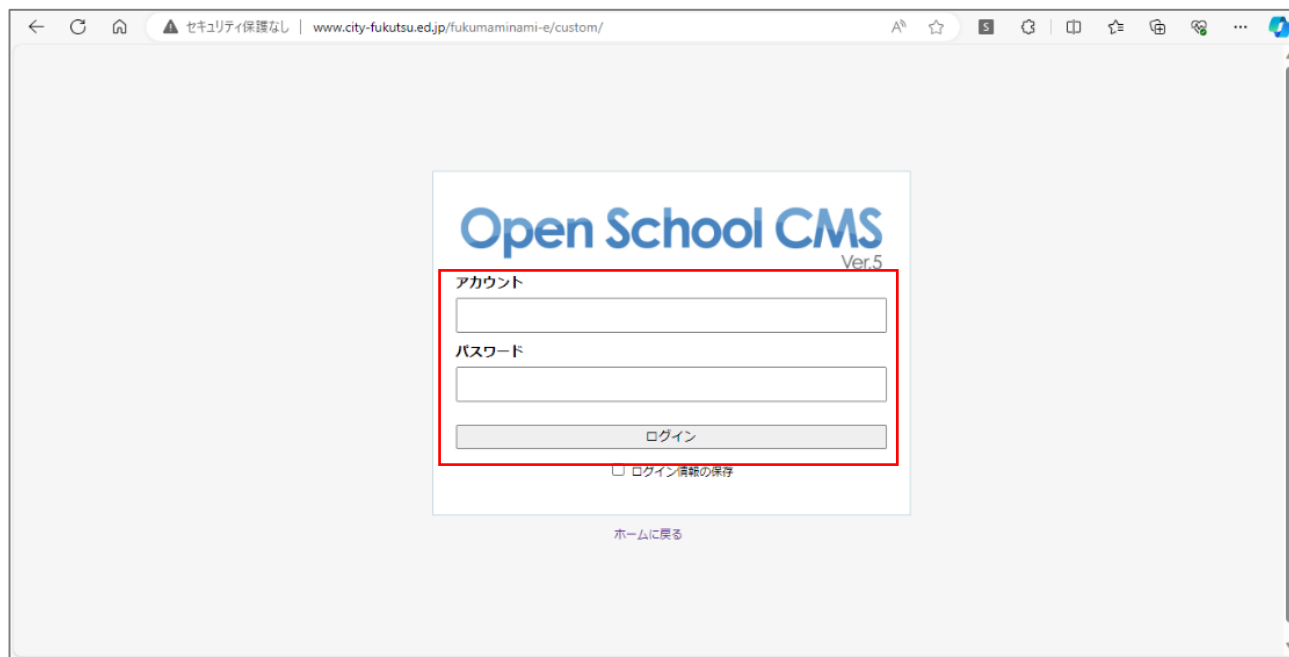 セキュリティ保護なし | www.city-fukutsu.ed.jp/fukumaminami-e/custom/
Open School CMS
Ver.5
アカウント
パスワード
ログイン
ログイン情報の保存
ホームに戻る